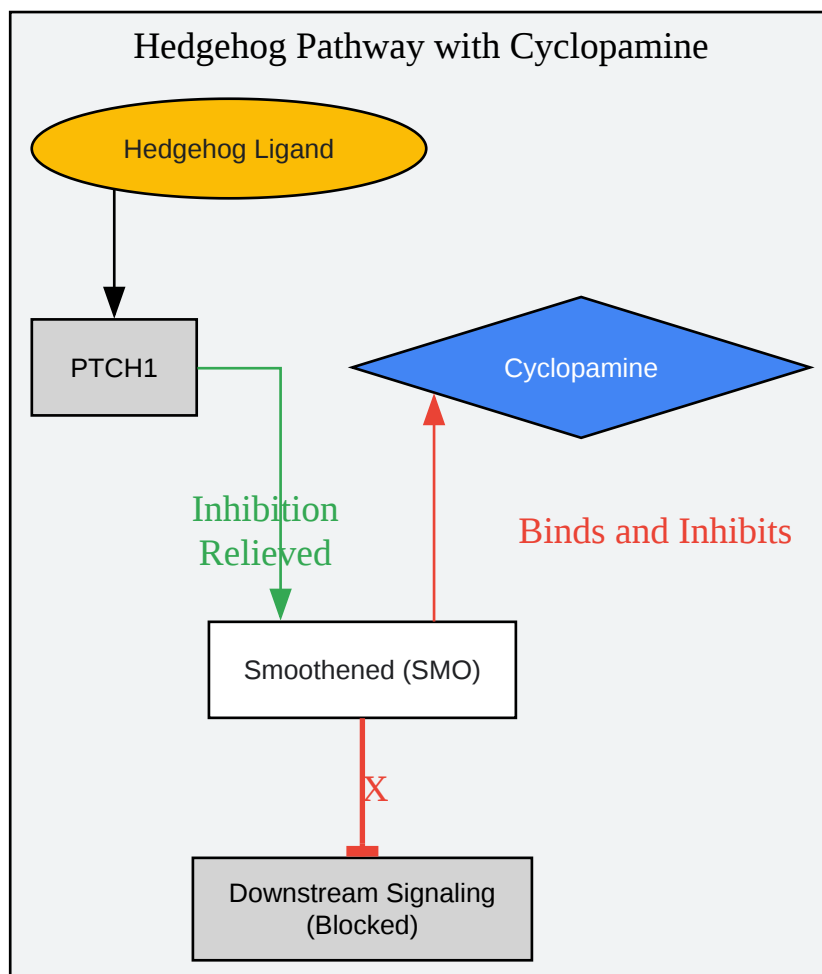 Hedgehog Pathway with Cyclopamine
Hedgehog Ligand
PTCH1
Cyclopamine
Inhibition
Relieved
Binds and Inhibits
Smoothened (SMO)
X
Downstream Signaling
(Blocked)